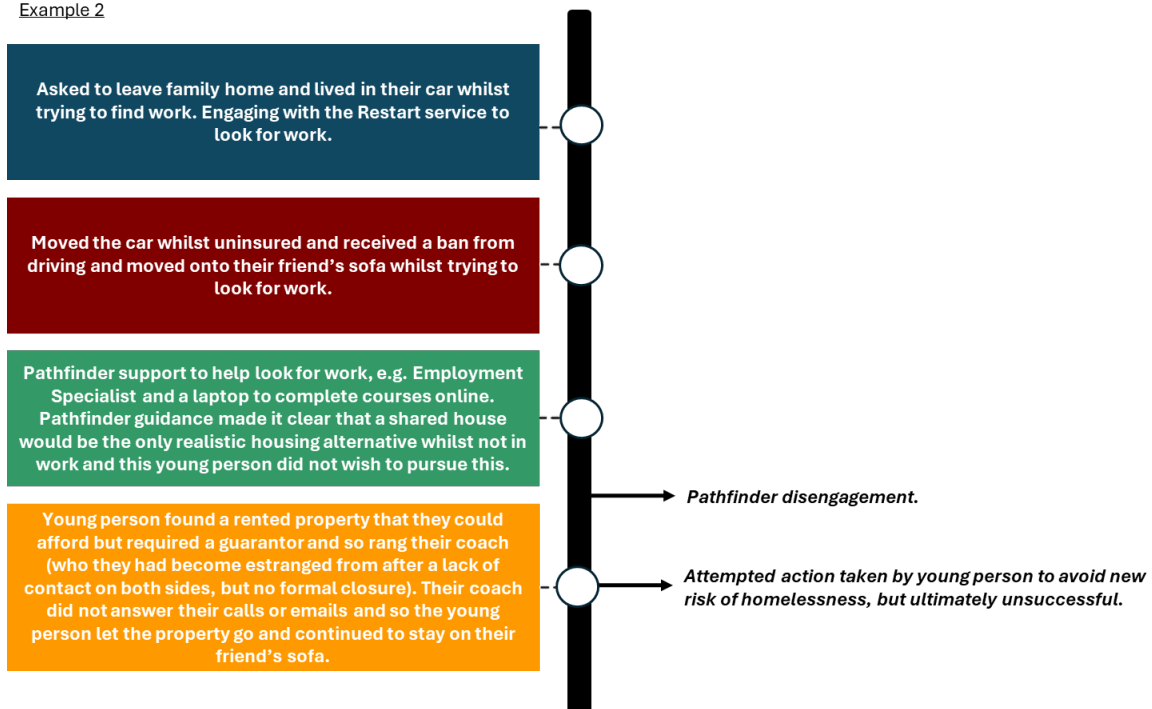 Example 2
Asked to leave family home and lived in their car whilst
trying to find work. Engaging with the Restart service to
look for work.
Moved the car whilst uninsured and received a ban from
driving and moved onto their friend's sofa whilst trying to
look for work.
Pathfinder support to help look for work, e.g. Employment
Specialist and a laptop to complete courses online.
Pathfinder guidance made it clear that a shared house
would be the only realistic housing alternative whilst not in
work and this young person did not wish to pursue this.
Pathfinder disengagement.
Young person found a rented property that they could
afford but required a guarantor and so rang their coach
(who they had become estranged from after a lack of
contact on both sides, but no formal closure). Their coach
did not answer their calls or emails and so the young
person let the property go and continued to stay on their
friend's sofa.
Attempted action taken by young person to avoid new
risk of homelessness, but ultimately unsuccessful.